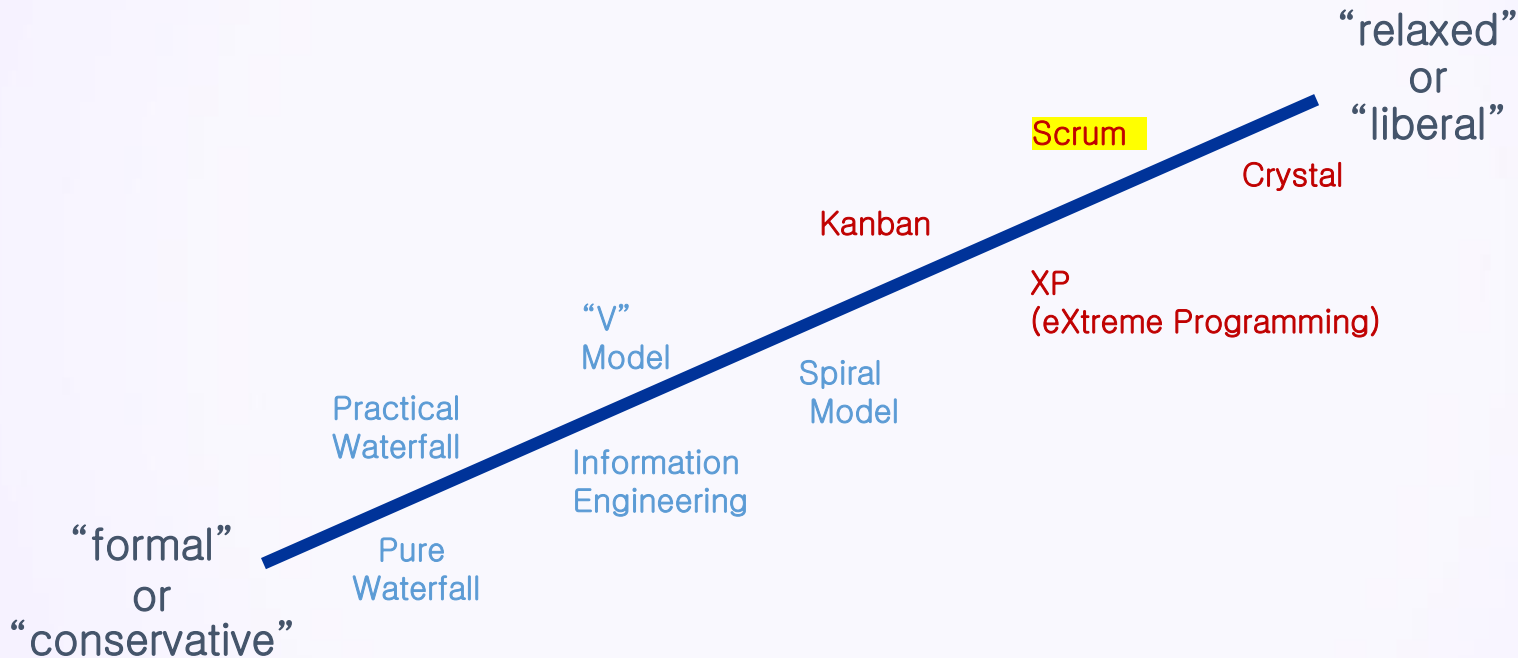 “relaxed”
or
“liberal”
Scrum
Crystal
Kanban
XP
(eXtreme Programming)
“V”
Model
Spiral
Model
Practical
Waterfall
Information
Engineering
Pure
Waterfall
“formal”
or
“conservative”